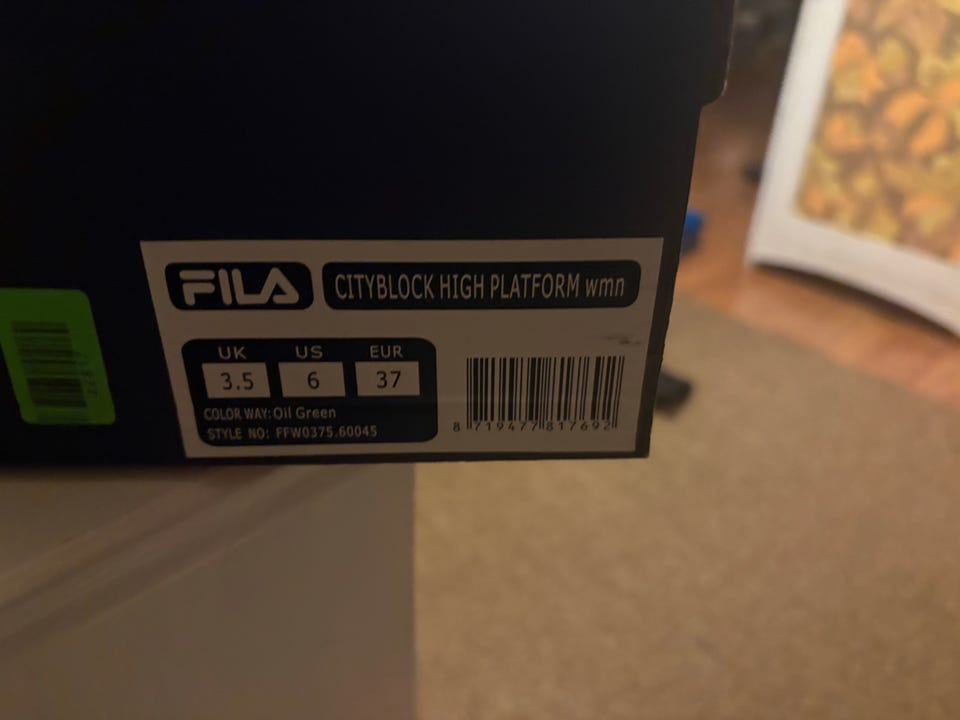 FILA
CITYBLOCK HIGH PLATFORM wmn
UK US EUR
3.5 6 37
COLOR WAY: Oil Green
STYLE NO: FFW0375.60045
8 719477 817692